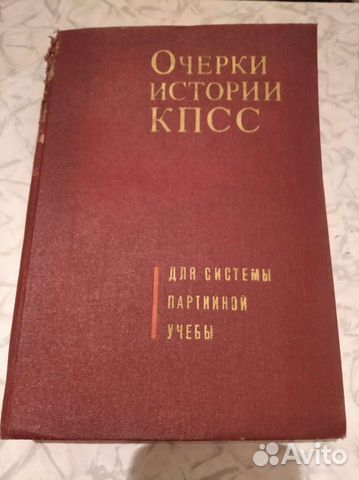 ОЧЕРКИ
ИСТОРИИ
КПСС
ДЛЯ СИСТЕМЫ
ПАРТИЙНОЙ
УЧЕБЫ
Avito